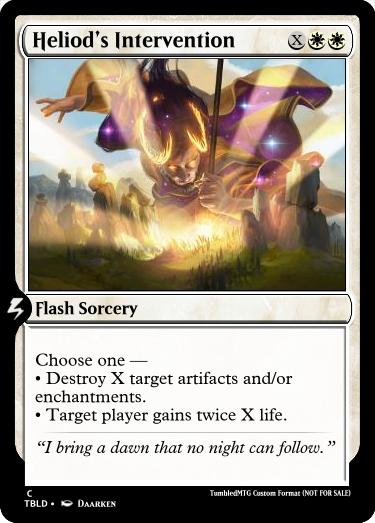 Heliod's Intervention X
Flash Sorcery
Choose one —
• Destroy X target artifacts and/or
enchantments.
• Target player gains twice X life.
“I bring a dawn that no night can follow.”
C
TBLD • DAARKEN
TumbledMTG Custom Format (NOT FOR SALE)